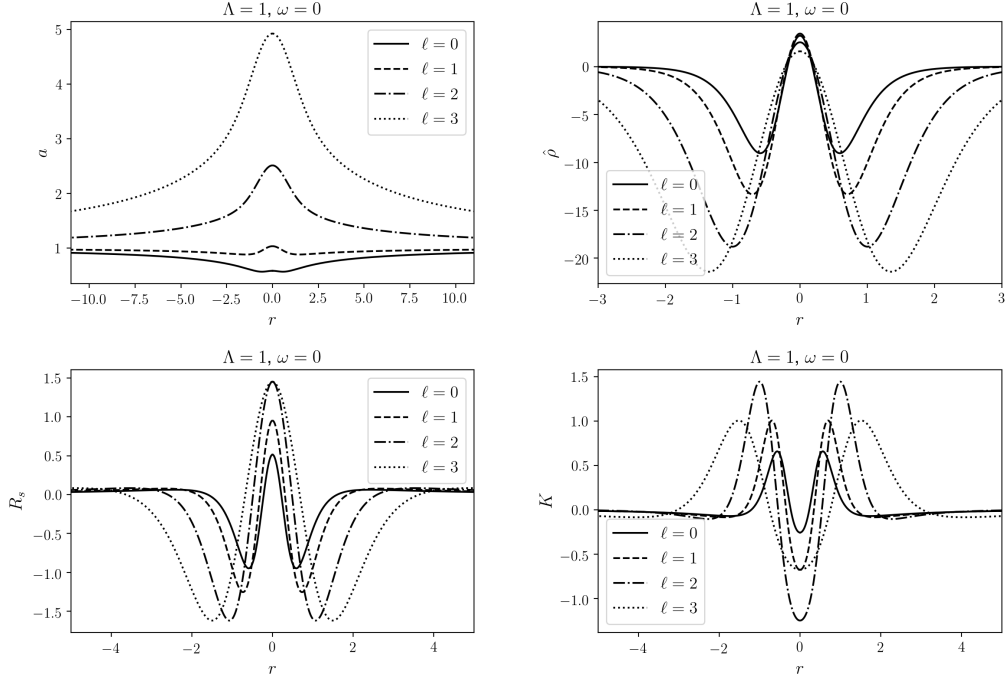 Λ = 1, ω = 0
5
4
3
2
1
a
ℓ = 0
ℓ = 1
ℓ = 2
ℓ = 3
−10.0 −7.5 −5.0 −2.5 0.0 2.5 5.0 7.5 10.0
r
Λ = 1, ω = 0
0
−5
−10
−15
−20
ρ̂
ℓ = 0
ℓ = 1
ℓ = 2
ℓ = 3
−3 −2 −1 0 1 2 3
r
Λ = 1, ω = 0
1.5
1.0
0.5
0.0
−0.5
−1.0
−1.5
R_s
ℓ = 0
ℓ = 1
ℓ = 2
ℓ = 3
−4 −2 0 2 4
r
Λ = 1, ω = 0
1.5
1.0
0.5
0.0
−0.5
−1.0
K
ℓ = 0
ℓ = 1
ℓ = 2
ℓ = 3
−4 −2 0 2 4
r